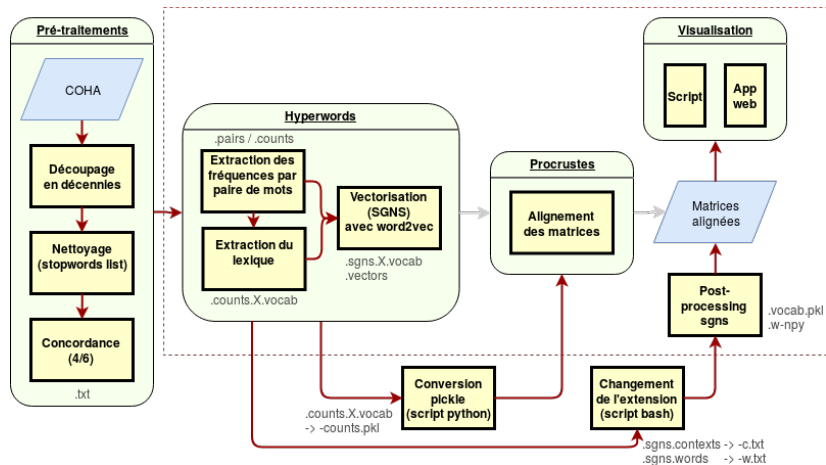 Pré-traitements
COHA
Découpage
en décennies
Nettoyage
(stopwords list)
Concordance
(4/6)
.txt
Hyperwords
.pairs / .counts
Extraction des
fréquences par
paire de mots
Extraction du
lexique
.counts.X.vocab
Vectorisation
(SGNS)
avec word2vec
.sgns.X.vocab
.vectors
Procrustes
Alignement
des matrices
Visualisation
Script
App
web
Matrices
alignées
Post-
processing
sgns
.vocab.pkl
.w-npy
Conversion
pickle
(script python)
.counts.X.vocab
-> -counts.pkl
Changement
de l'extension
(script bash)
.sgns.contexts -> -c.txt
.sgns.words -> -w.txt